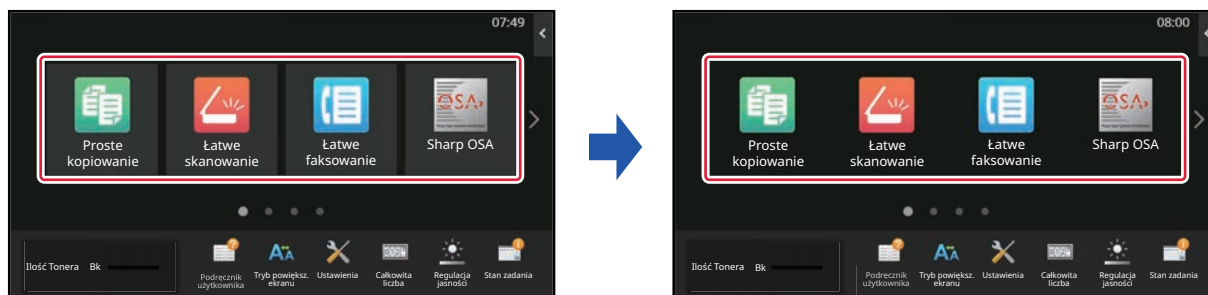 07:49
Proste
kopiowanie
Łatwe
skanowanie
Łatwe
faksowanie
OSA
Sharp OSA
Ilość Tonera Bk
Podręcznik
użytkownika
Tryb powiększ.
ekranu
Ustawienia
Całkowita
liczba
Regulacja
jasności
Stan zadania
08:00
Proste
kopiowanie
Łatwe
skanowanie
Łatwe
faksowanie
OSA
Sharp OSA
Ilość Tonera Bk
Podręcznik
użytkownika
Tryb powiększ.
ekranu
Ustawienia
Całkowita
liczba
Regulacja
jasności
Stan zadania